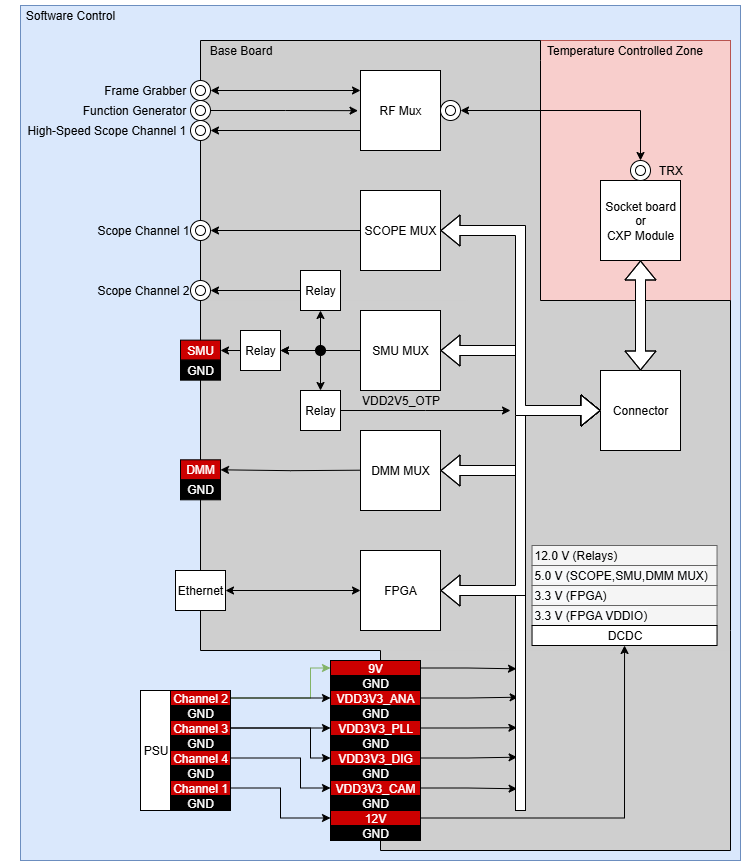 Software Control
Base Board
Temperature Controlled Zone
Frame Grabber
Function Generator
High-Speed Scope Channel 1
RF Mux
TRX
Socket board
or
CXP Module
Scope Channel 1
SCOPE MUX
Scope Channel 2
Relay
SMU
GND
Relay
SMU MUX
Relay
VDD2V5_OTP
Connector
DMM
GND
DMM MUX
Ethernet
FPGA
12.0 V (Relays)
5.0 V (SCOPE,SMU,DMM MUX)
3.3 V (FPGA)
3.3 V (FPGA VDDIO)
DCDC
PSU
Channel 2
GND
Channel 3
GND
Channel 4
GND
Channel 1
GND
9V
GND
VDD3V3_ANA
GND
VDD3V3_PLL
GND
VDD3V3_DIG
GND
VDD3V3_CAM
GND
12V
GND